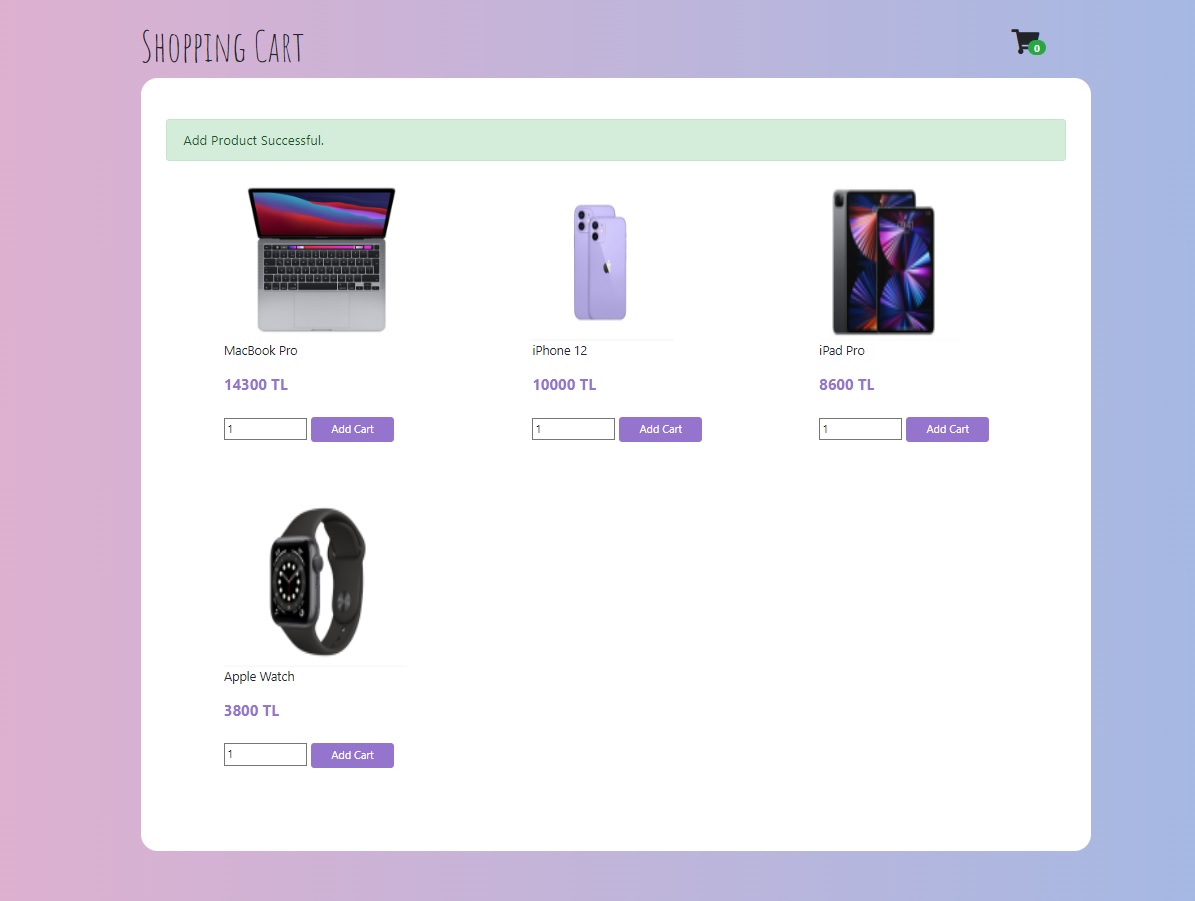 Shopping Cart
0
Add Product Successful.
MacBook Pro
14300 TL
1 Add Cart
iPhone 12
10000 TL
1 Add Cart
iPad Pro
8600 TL
1 Add Cart
Apple Watch
3800 TL
1 Add Cart